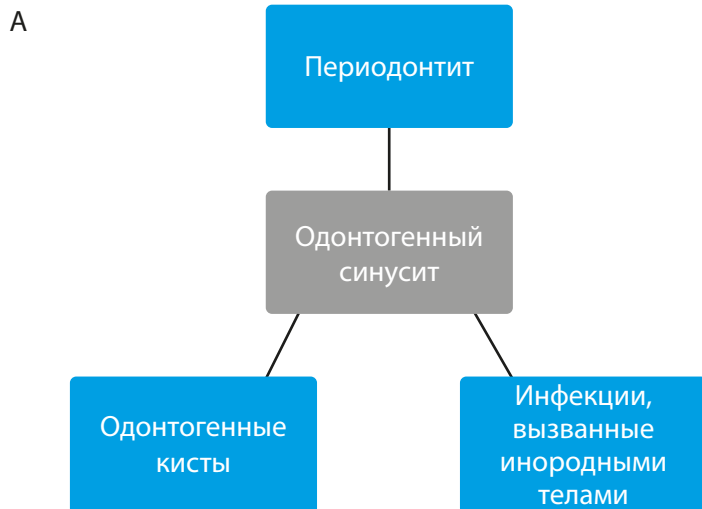 А
Периодонтит
Одонтогенный
синусит
Одонтогенные
кисты
Инфекции,
вызванные
инородными
телами